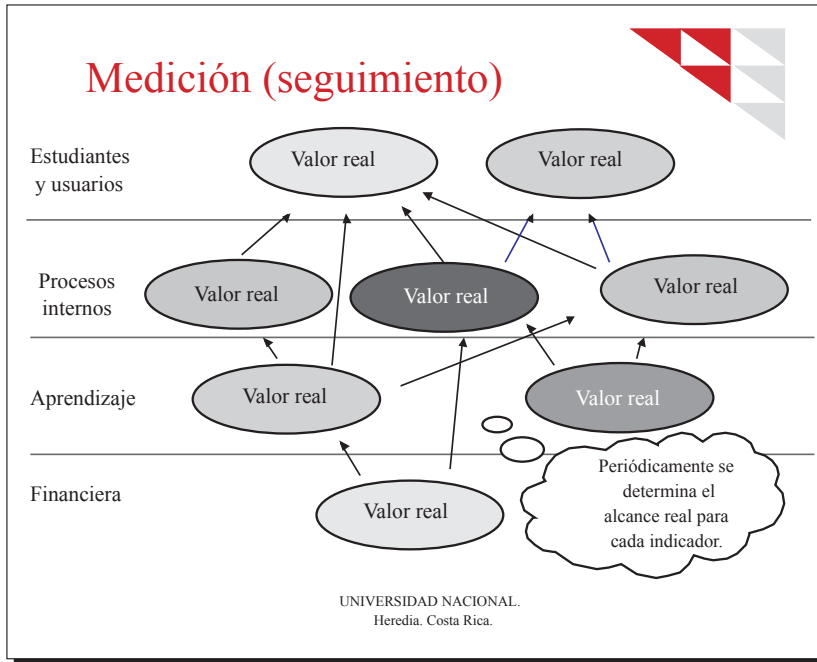 Medición (seguimiento)
Estudiantes
y usuarios
Valor real
Valor real
Procesos
internos
Valor real
Valor real
Valor real
Aprendizaje
Valor real
Valor real
Financiera
Valor real
Periódicamente se
determina el
alcance real para
cada indicador.
UNIVERSIDAD NACIONAL.
Heredia. Costa Rica.